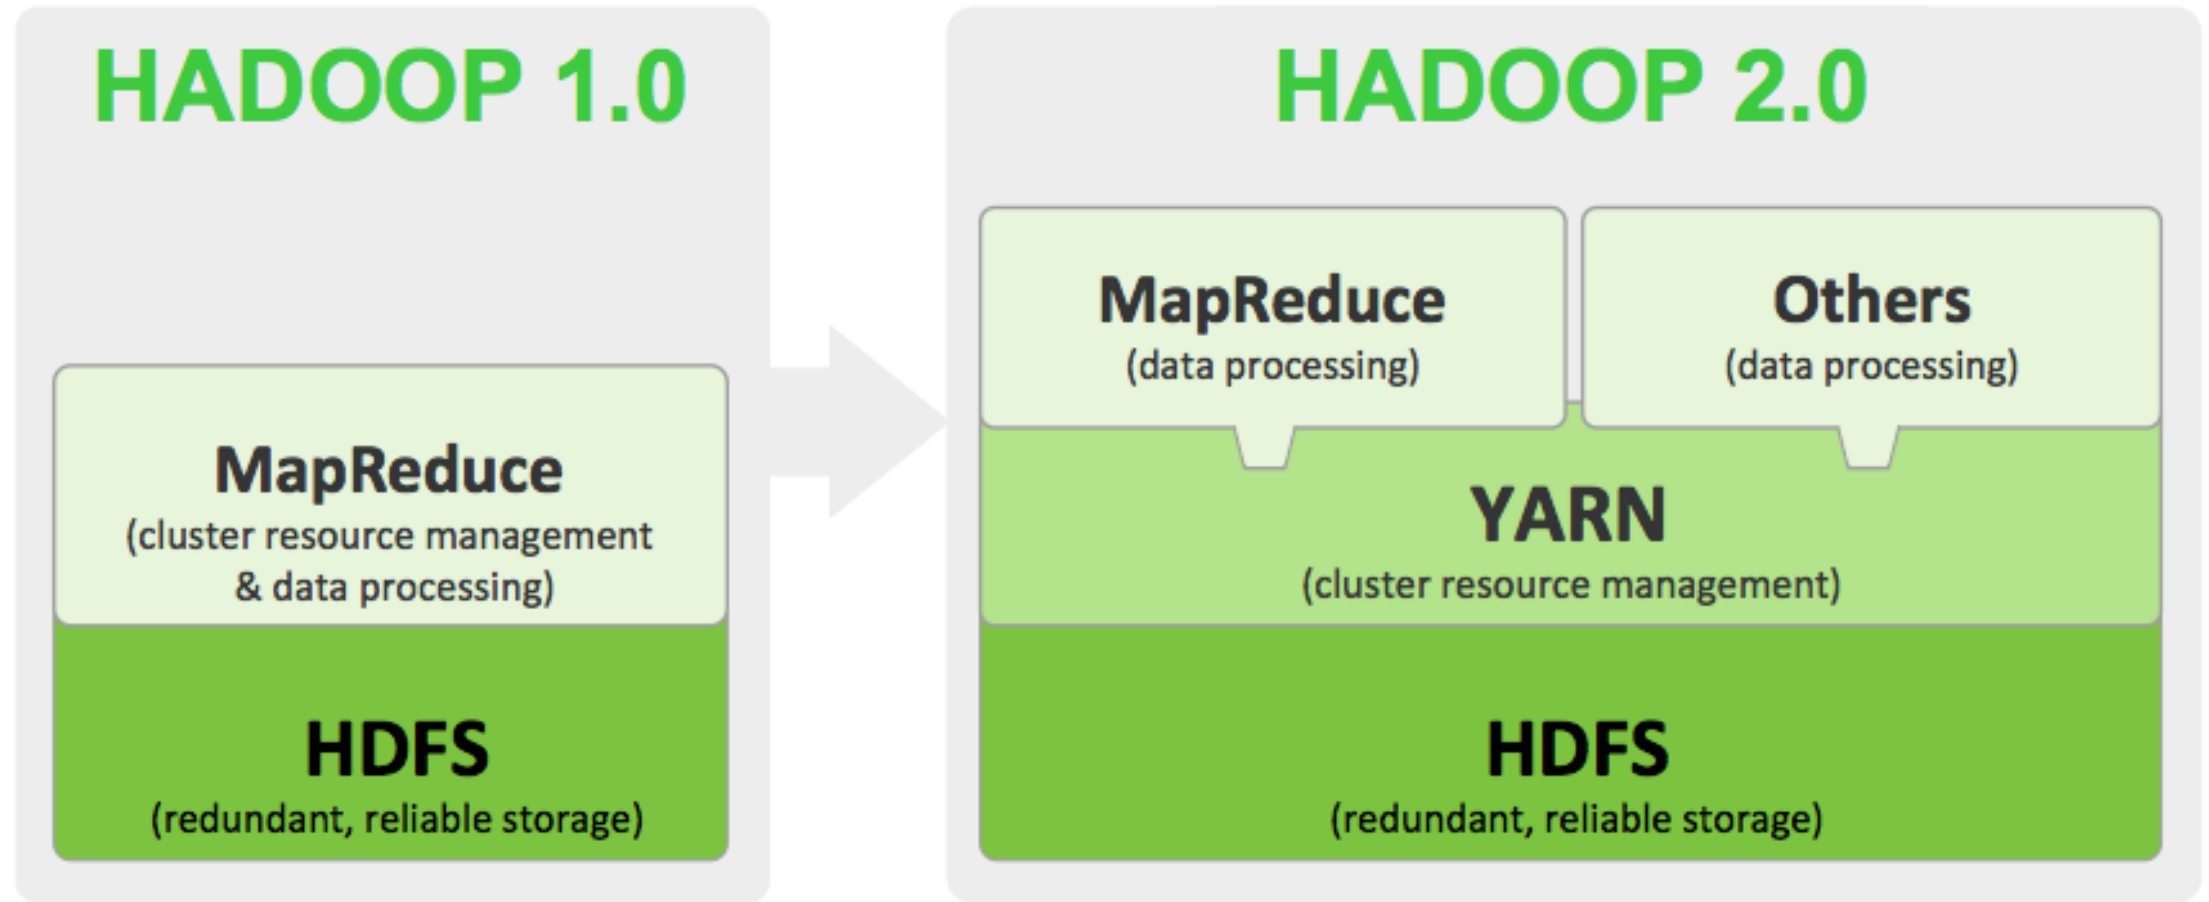 HADOOP 1.0
MapReduce
(cluster resource management
& data processing)
HDFS
(redundant, reliable storage)
HADOOP 2.0
MapReduce
(data processing)
Others
(data processing)
YARN
(cluster resource management)
HDFS
(redundant, reliable storage)